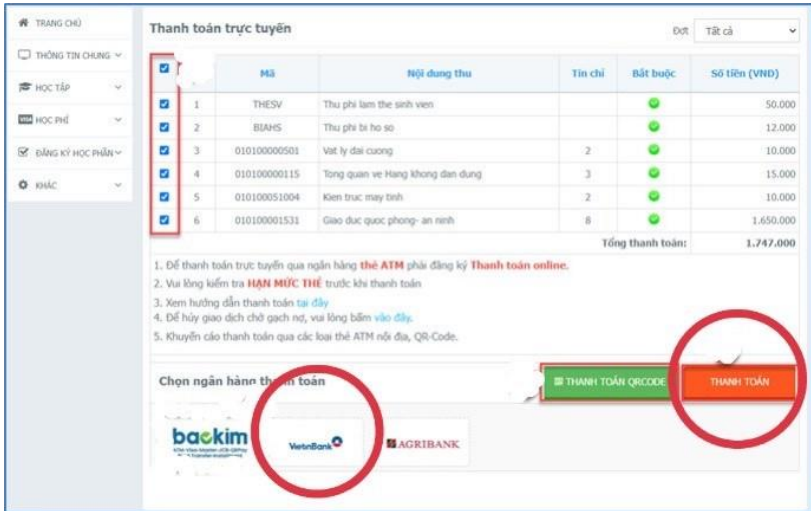 TRANG CHỦ
THÔNG TIN CHUNG
HỌC TẬP
VISA HỌC PHÍ
ĐĂNG KÝ HỌC PHẦN
KHÁC
Thanh toán trực tuyến
Đợt Tất cả
Mã Nội dung thu Tín chỉ Bắt buộc Số tiền (VND)
1 THESV Thu phi lam the sinh vien 50.000
2 BIAHS Thu phi bi ho so 12.000
3 010100000501 Vat ly dai cuong 2 10.000
4 010100000115 Tong quan ve Hang khong dan dung 3 15.000
5 010100051004 Kien truc may tinh 2 10.000
6 010100001531 Giao duc quoc phong- an ninh 8 1.650.000
Tổng thanh toán: 1.747.000
1. Để thanh toán trực tuyến qua ngân hàng thẻ ATM phải đăng ký Thanh toán online.
2. Vui lòng kiểm tra HẠN MỨC THẺ trước khi thanh toán
3. Xem hướng dẫn thanh toán tại đây
4. Để hủy giao dịch chờ gạch nợ, vui lòng bấm vào đây.
5. Khuyến cáo thanh toán qua các loại thẻ ATM nội địa, QR-Code.
Chọn ngân hàng thanh toán
THANH TOÁN QRCODE
THANH TOÁN
baokim
VietinBank
AGRIBANK